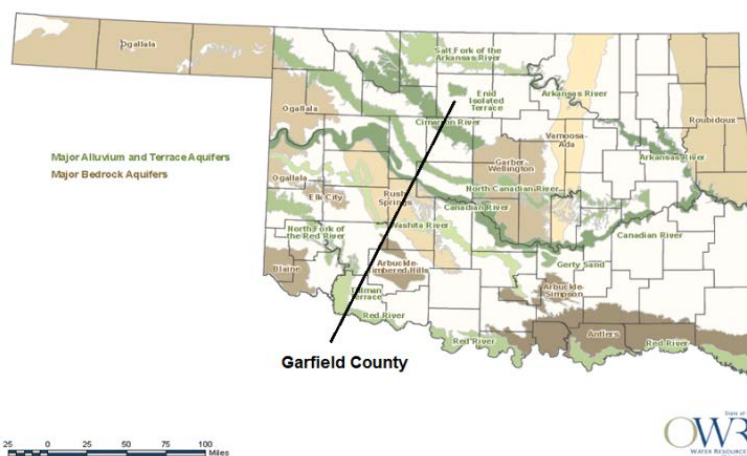 Ogallala
Salt Fork of the
Arkansas River
Enid
Isolated
Terrace
Arkansas River
Ogallala
Cimarron River
Vamoosa-
Ada
Roubidoux
Major Alluvium and Terrace Aquifers
Major Bedrock Aquifers
Garber-
Wellington
Arkansas
River
Ogallala
Elk City
Rush
Springs
North Canadian River
Canadian River
Washita River
North Fork of
the Red River
Canadian River
Blaine
Arbuckle-
Timbered Hills
Gerty Sand
Arbuckle-
Simpson
Tillman
Terrace
Red River
Red River
Antlers
Red River
Garfield County
25 0 25 50 75 100
Miles
State of
OWR
WATER RESOURCE